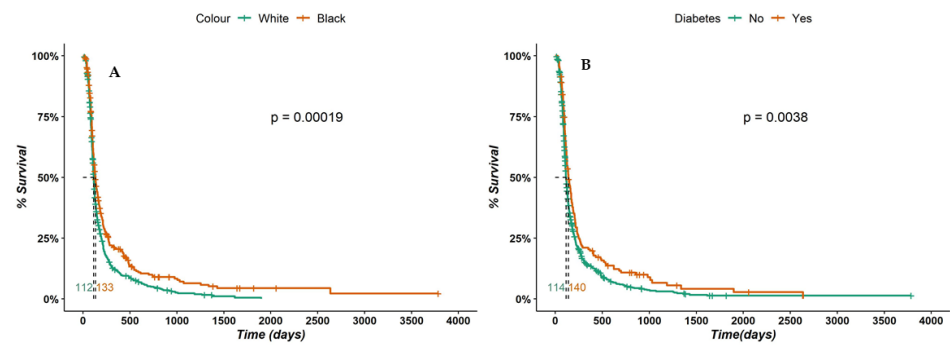 Colour White Black
A
p = 0.00019
100%
75%
50%
25%
0%
% Survival
112 133
0 500 1000 1500 2000 2500 3000 3500 4000
Time (days)
Diabetes No Yes
B
p = 0.0038
100%
75%
50%
25%
0%
% Survival
114 140
0 500 1000 1500 2000 2500 3000 3500 4000
Time (days)